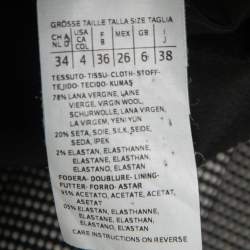 GRÖSSE TAILLE TALLA SIZE TAGLIA
CH A USA F MEX GB I
NL D CA COL B J
34 4 36 26 6 38
TESSUTO-TISSU-CLOTH-STOFF-
TEJIDO-TECIDO-KUMAŞ
78% LANA VERGINE, LAINE
VIERGE, VIRGIN WOOL
SCHURWOLLE, LANA VIRGEN,
LA VIRGEM, YENİ YÜN
20% SETA, SOIE, SILK, SEIDE,
SEDA, IPEK
2% ELASTAN, ELASTHANNE,
ELASTANE, ELASTHAN,
ELASTANO, ELASTAN
FODERA-DOUBLURE-LINING-
FUTTER-FORRO-ASTAR
95% ACETATO, ACETATE, ACETAT,
ASETAT
05% ELASTAN, ELASTHANNE,
ELASTANE, ELASTHAN,
ELASTANO, ELASTAN
CARE INSTRUCTIONS ON REVERSE